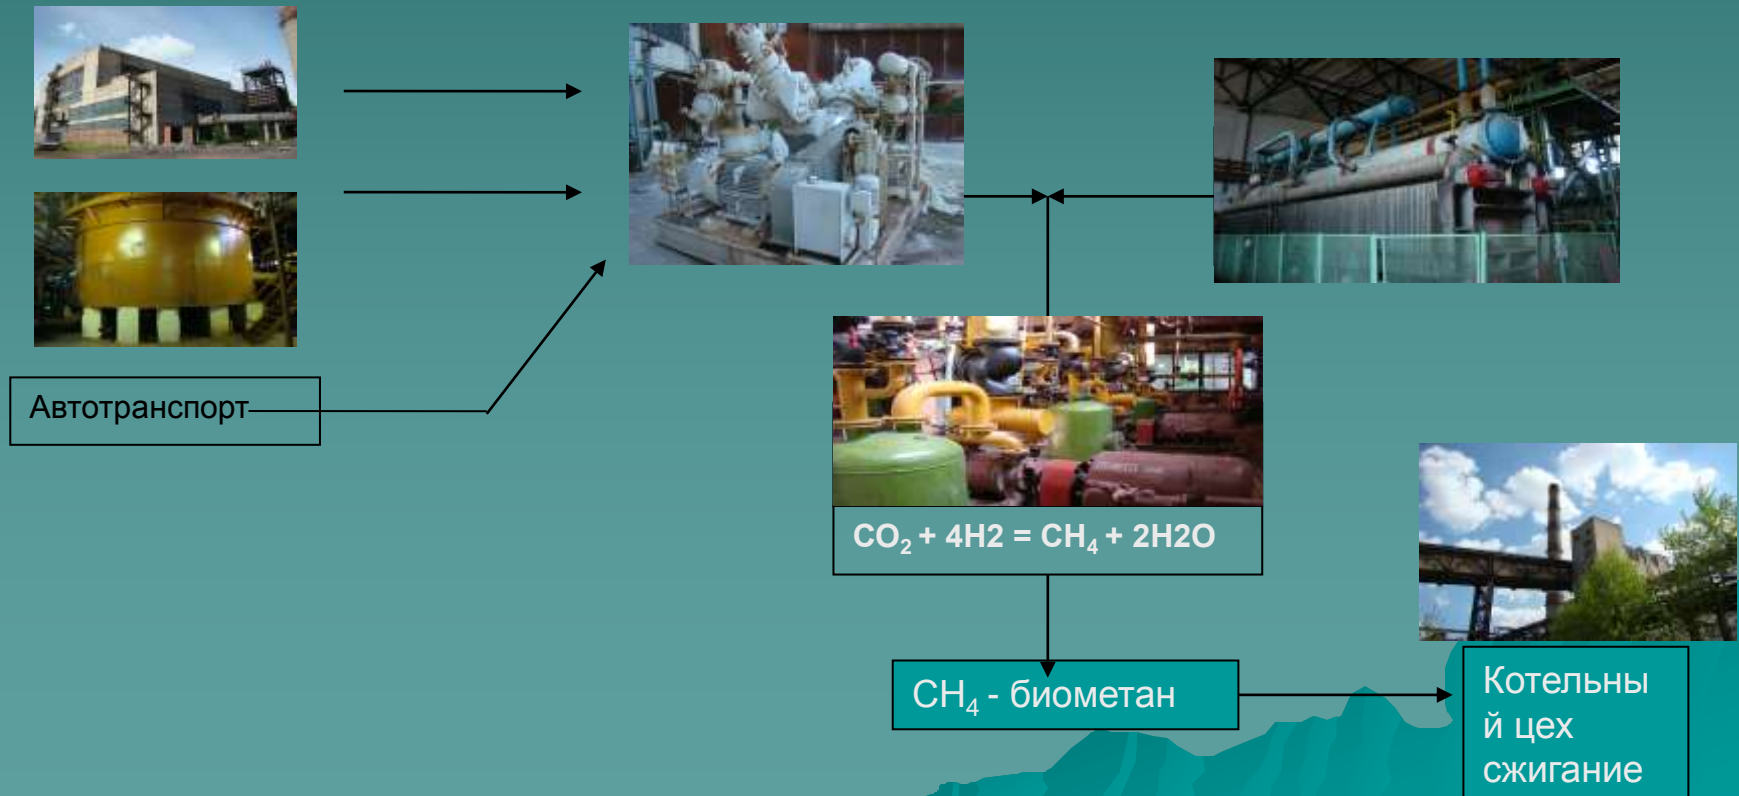 Автотранспорт
CO₂ + 4H2 = CH₄ + 2H2O
CH₄ - биометан
Котельны
й цех
сжигание